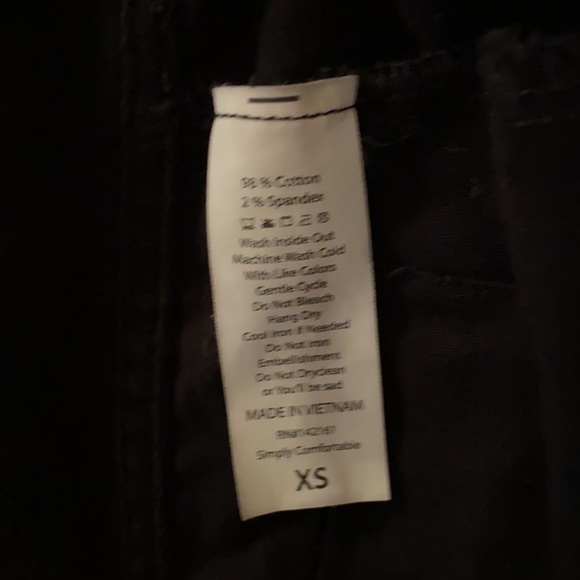 98 % Cotton
2 % Spandex
Wash Inside Out
Machine Wash Cold
With Like Colors
Gentle Cycle
Do Not Bleach
Hang Dry
Cool Iron If Needed
Do Not Iron
Embellishment
Do Not Dryclean
or You'll be sad
MADE IN VIETNAM
Simply Comfortable
XS